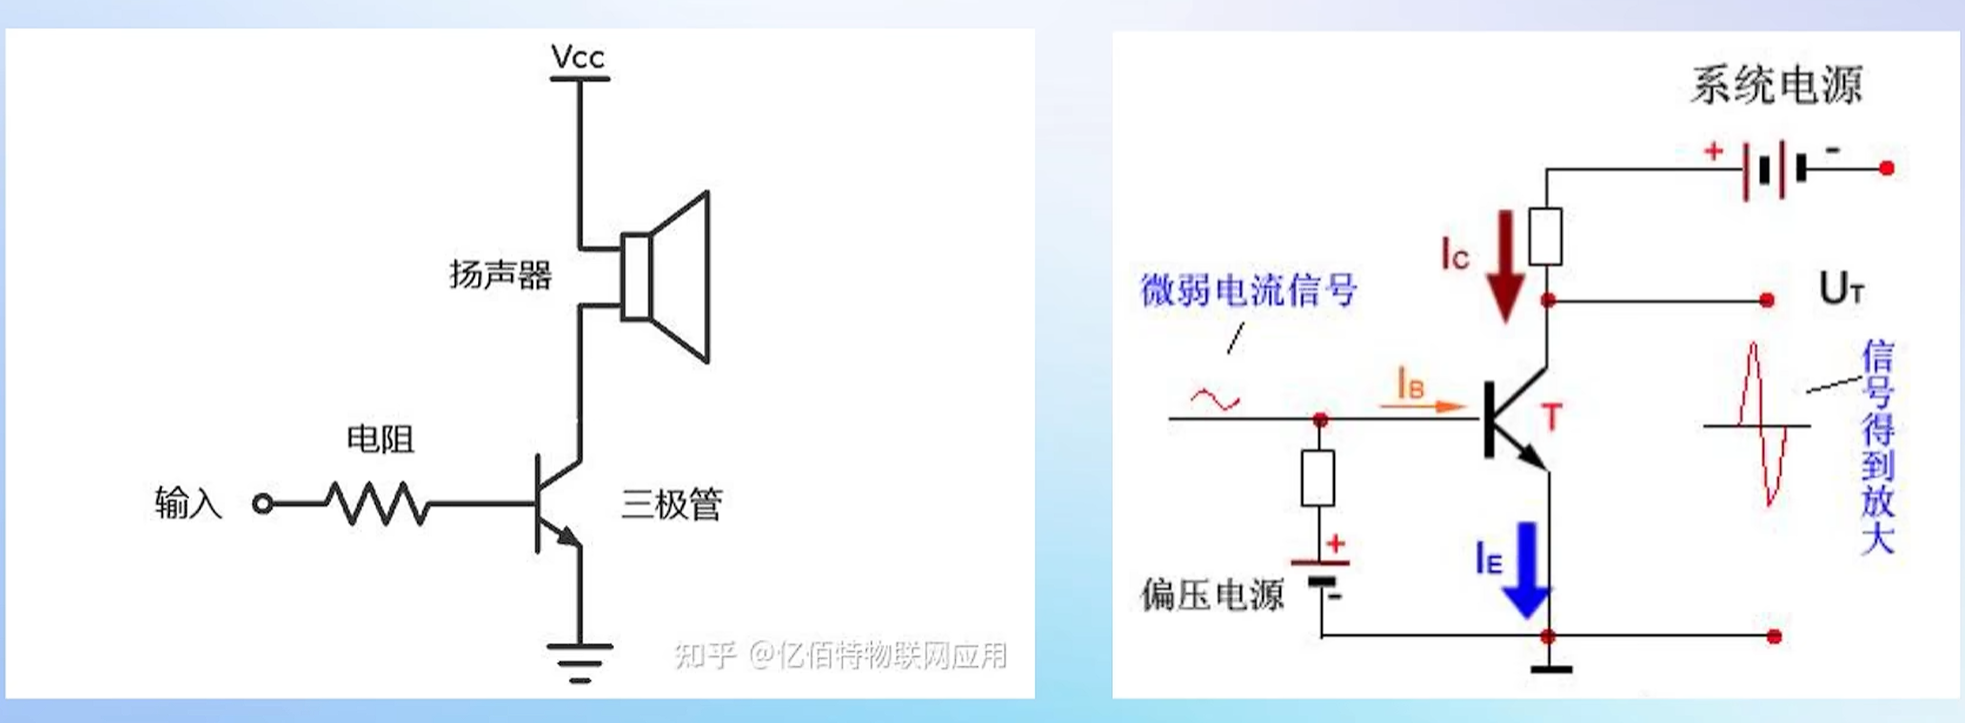 Vcc
扬声器
电阻
输入
三极管
知乎 @亿佰特物联网应用
系统电源
+ -
IC
微弱电流信号
UT
IB
T
信号得到放大
+
IE
偏压电源
-